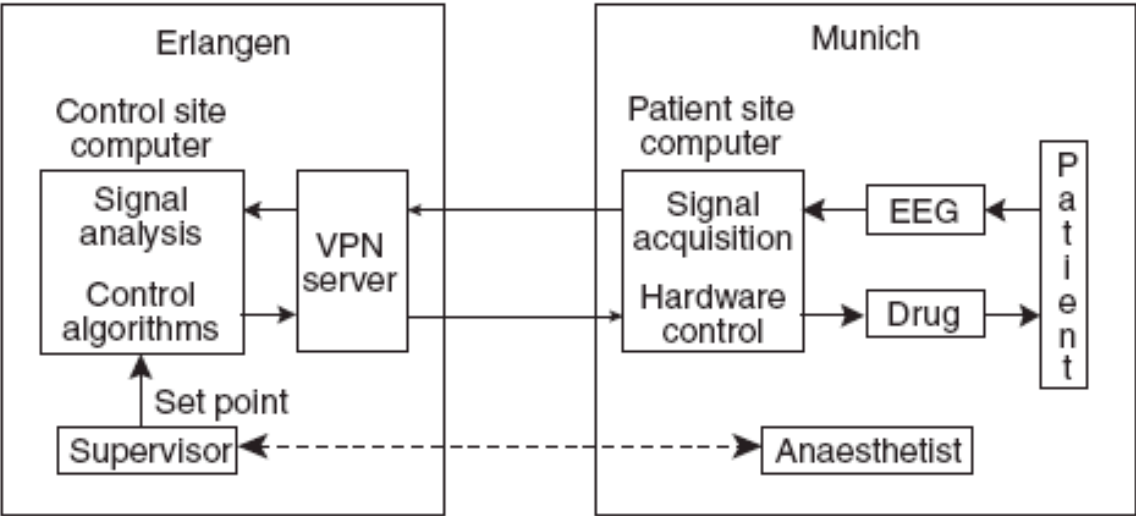 Erlangen
Control site
computer
Signal
analysis
Control
algorithms
VPN
server
Set point
Supervisor
Munich
Patient site
computer
Signal
acquisition
Hardware
control
EEG
Drug
Patient
Anaesthetist